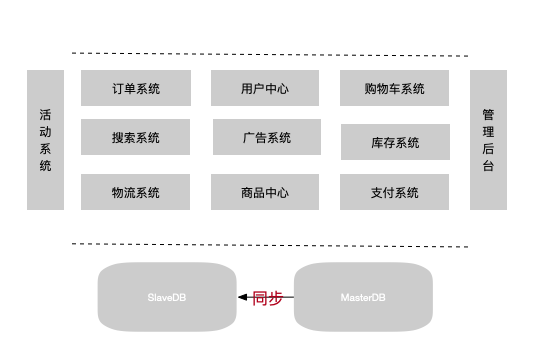 活动系统
订单系统
用户中心
购物车系统
搜索系统
广告系统
库存系统
物流系统
商品中心
支付系统
管理后台
SlaveDB
同步
MasterDB